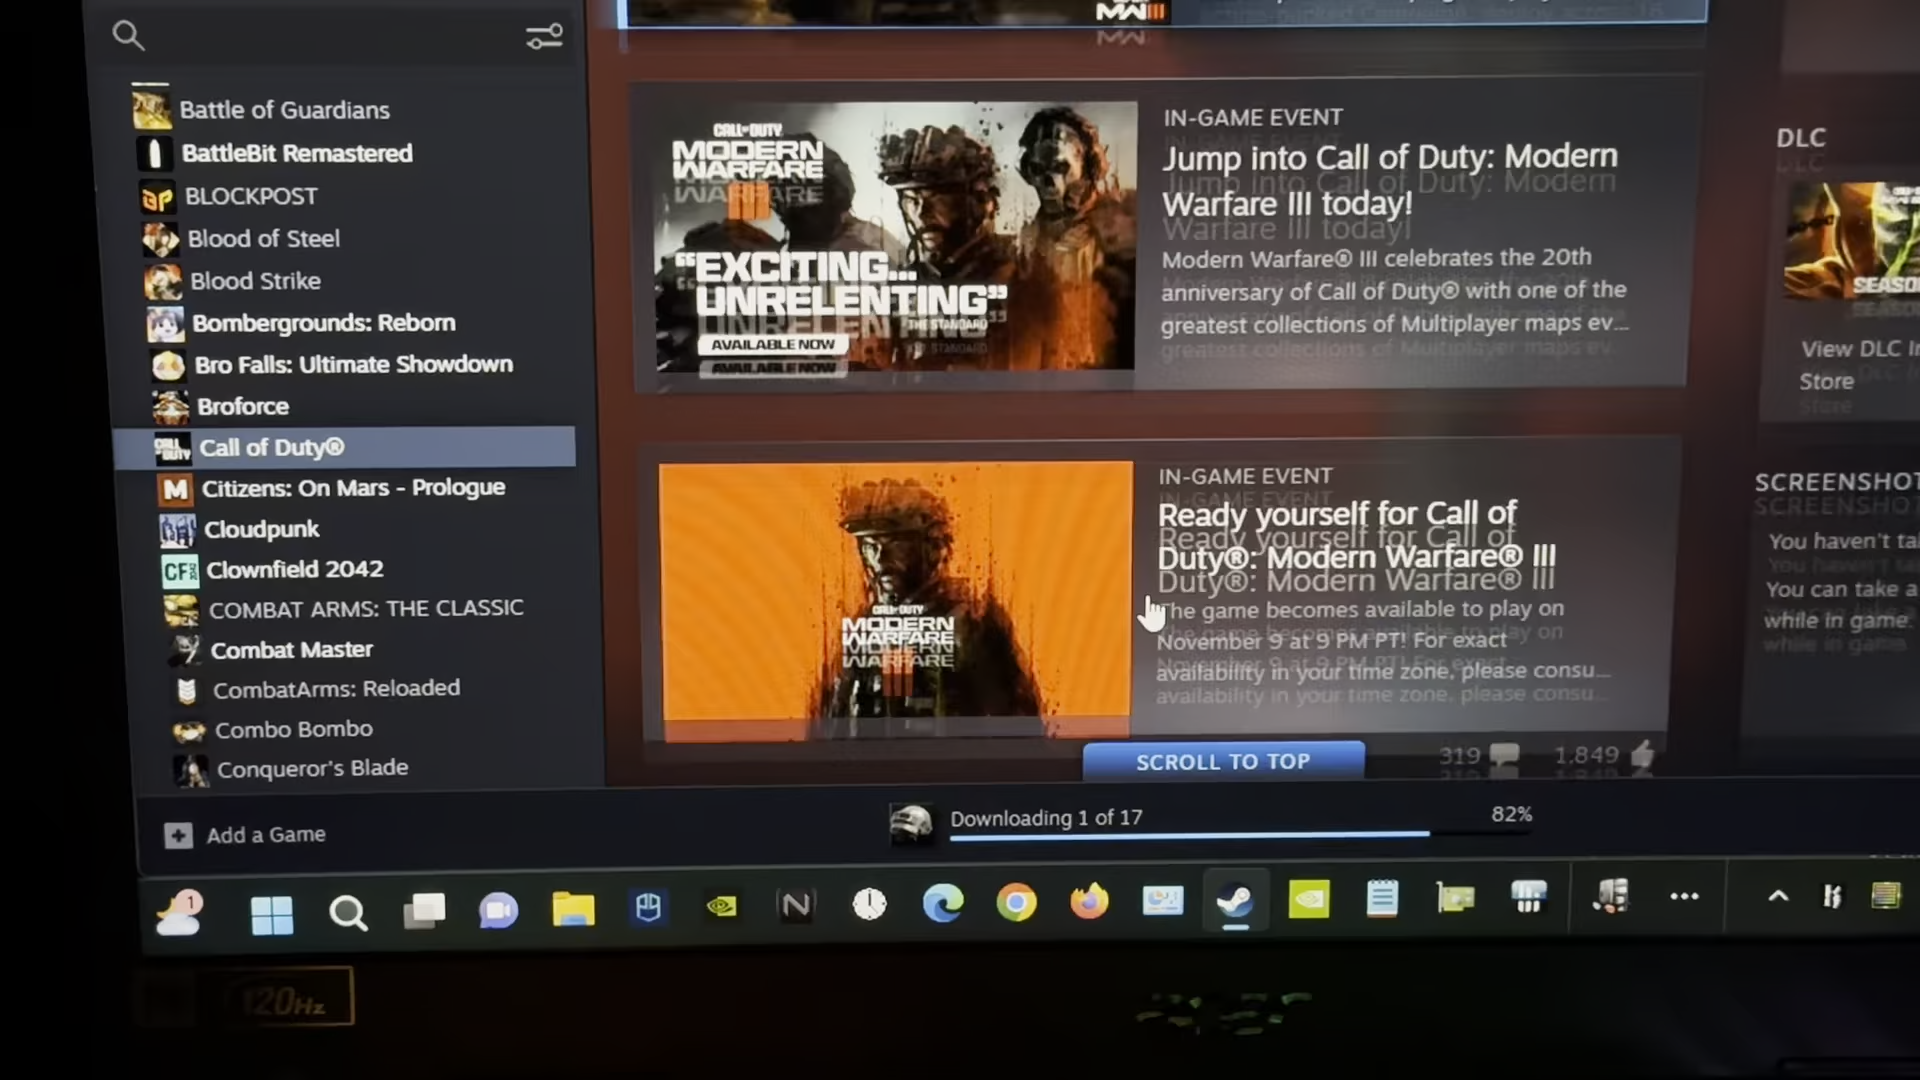 Battle of Guardians
BattleBit Remastered
BLOCKPOST
Blood of Steel
Blood Strike
Bombergrounds: Reborn
Bro Falls: Ultimate Showdown
Broforce
Call of Duty®
Citizens: On Mars - Prologue
Cloudpunk
Clownfield 2042
COMBAT ARMS: THE CLASSIC
Combat Master
CombatArms: Reloaded
Combo Bombo
Conqueror's Blade
Add a Game
MWIII
CALL OF DUTY
MODERN
WARFARE
III
"EXCITING...
UNRELENTING"
THE STANDARD
AVAILABLE NOW
IN-GAME EVENT
Jump into Call of Duty: Modern
Warfare III today!
Modern Warfare® III celebrates the 20th
anniversary of Call of Duty® with one of the
greatest collections of Multiplayer maps ev...
CALL OF DUTY
MODERN
WARFARE
III
IN-GAME EVENT
Ready yourself for Call of
Duty®: Modern Warfare® III
The game becomes available to play on
November 9 at 9 PM PT! For exact
availability in your time zone, please consu...
319
1,849
SCROLL TO TOP
DLC
SEASO
View DLC
Store
SCREENSHOT
You haven't ta
You can take a
while in game.
Downloading 1 of 17
82%
1
120Hz